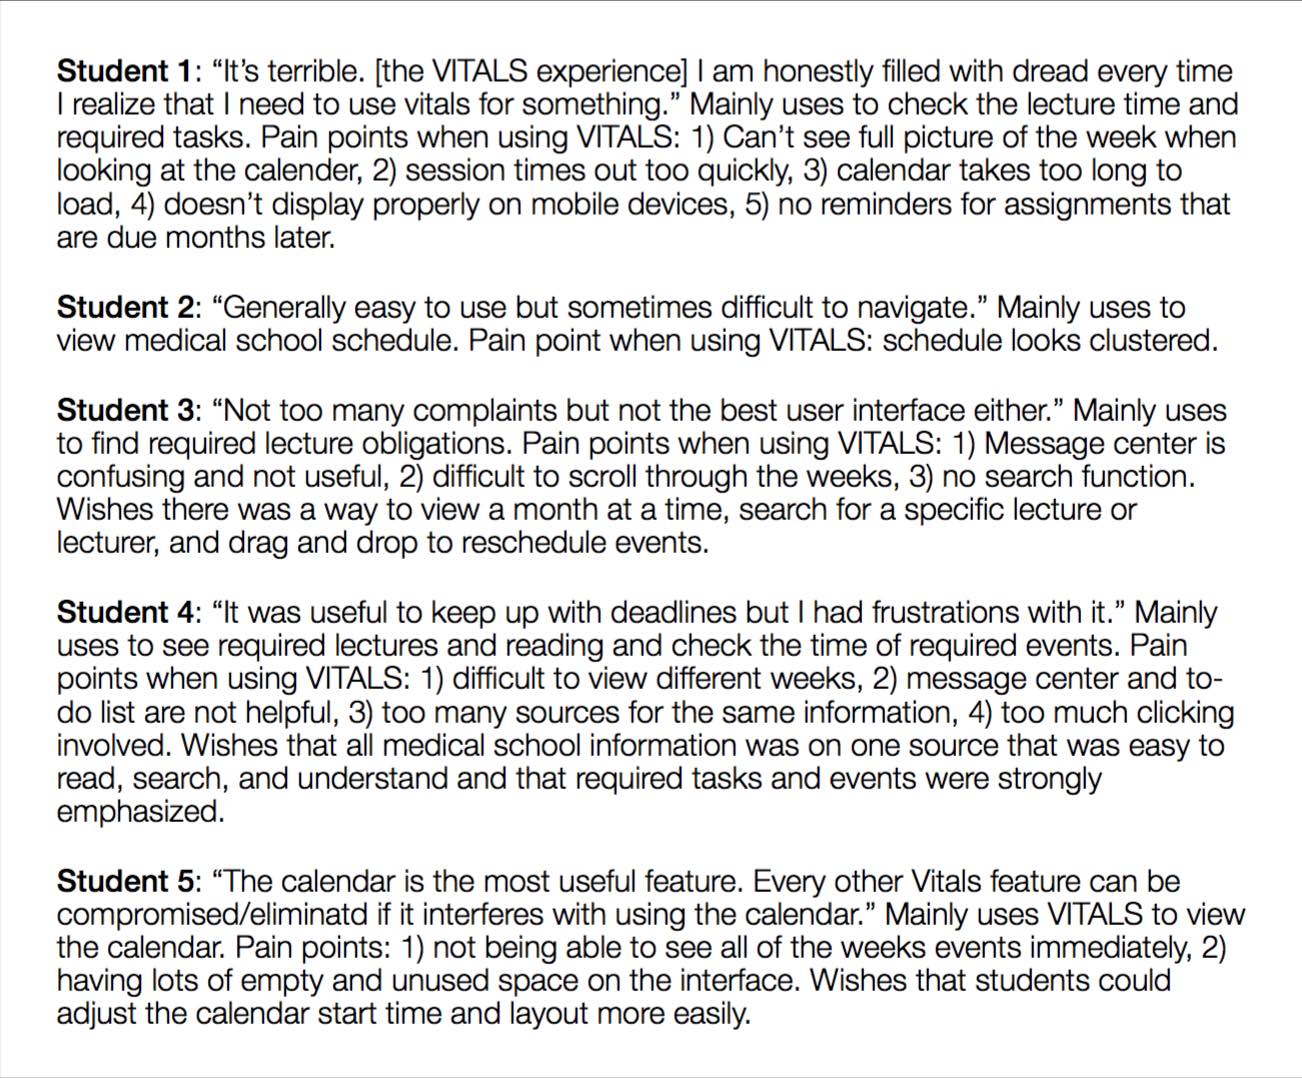 Student 1: “It’s terrible. [the VITALS experience] I am honestly filled with dread every time
I realize that I need to use vitals for something.” Mainly uses to check the lecture time and
required tasks. Pain points when using VITALS: 1) Can’t see full picture of the week when
looking at the calender, 2) session times out too quickly, 3) calendar takes too long to
load, 4) doesn’t display properly on mobile devices, 5) no reminders for assignments that
are due months later.
Student 2: “Generally easy to use but sometimes difficult to navigate.” Mainly uses to
view medical school schedule. Pain point when using VITALS: schedule looks clustered.
Student 3: “Not too many complaints but not the best user interface either.” Mainly uses
to find required lecture obligations. Pain points when using VITALS: 1) Message center is
confusing and not useful, 2) difficult to scroll through the weeks, 3) no search function.
Wishes there was a way to view a month at a time, search for a specific lecture or
lecturer, and drag and drop to reschedule events.
Student 4: “It was useful to keep up with deadlines but I had frustrations with it.” Mainly
uses to see required lectures and reading and check the time of required events. Pain
points when using VITALS: 1) difficult to view different weeks, 2) message center and to-
do list are not helpful, 3) too many sources for the same information, 4) too much clicking
involved. Wishes that all medical school information was on one source that was easy to
read, search, and understand and that required tasks and events were strongly
emphasized.
Student 5: “The calendar is the most useful feature. Every other Vitals feature can be
compromised/eliminatd if it interferes with using the calendar.” Mainly uses VITALS to view
the calendar. Pain points: 1) not being able to see all of the weeks events immediately, 2)
having lots of empty and unused space on the interface. Wishes that students could
adjust the calendar start time and layout more easily.